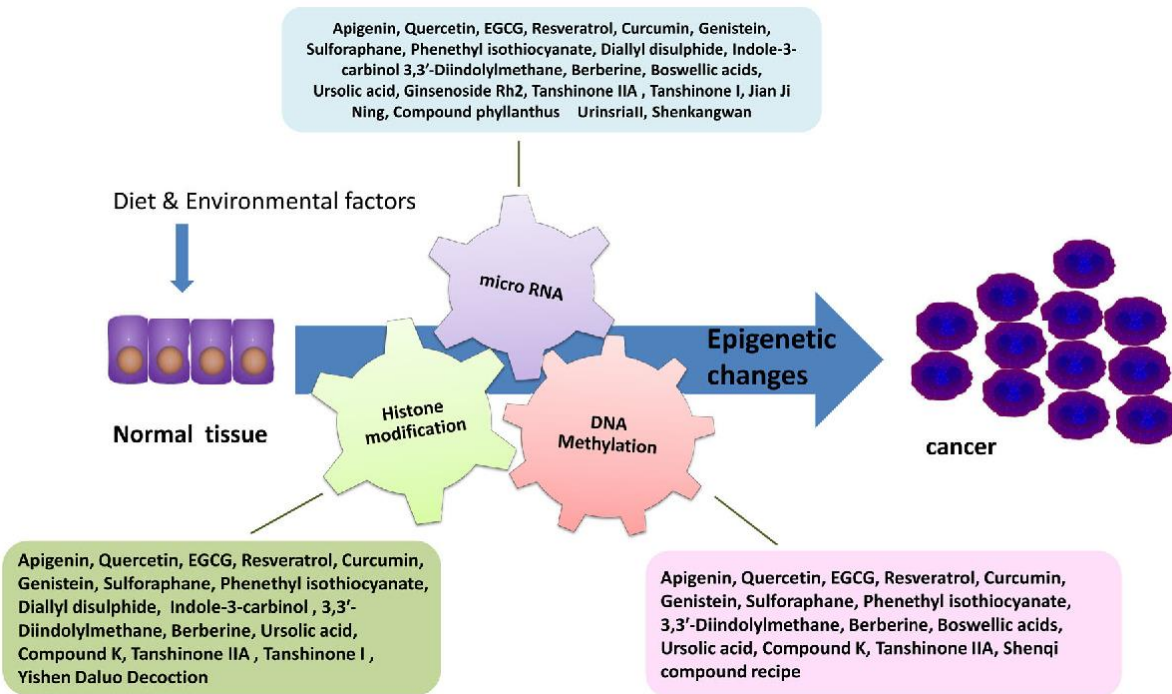 Apigenin, Quercetin, EGCG, Resveratrol, Curcumin, Genistein,
Sulforaphane, Phenethyl isothiocyanate, Diallyl disulphide, Indole-3-
carbinol 3,3′-Diindolylmethane, Berberine, Boswellic acids,
Ursolic acid, Ginsenoside Rh2, Tanshinone IIA , Tanshinone I, Jian Ji
Ning, Compound phyllanthus UrinsriaII, Shenkangwan
Diet & Environmental factors
micro RNA
Epigenetic
changes
Histone
modification
DNA
Methylation
Normal tissue
cancer
Apigenin, Quercetin, EGCG, Resveratrol, Curcumin,
Genistein, Sulforaphane, Phenethyl isothiocyanate,
Diallyl disulphide, Indole-3-carbinol , 3,3′-
Diindolylmethane, Berberine, Ursolic acid,
Compound K, Tanshinone IIA , Tanshinone I ,
Yishen Daluo Decoction
Apigenin, Quercetin, EGCG, Resveratrol, Curcumin,
Genistein, Sulforaphane, Phenethyl isothiocyanate,
3,3′-Diindolylmethane, Berberine, Boswellic acids,
Ursolic acid, Compound K, Tanshinone IIA, Shenqi
compound recipe